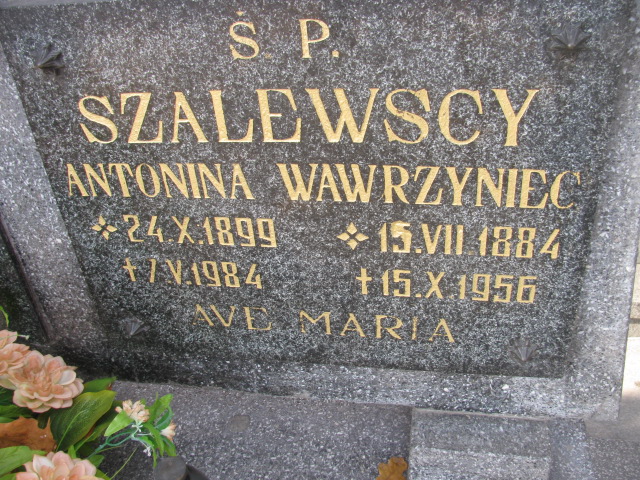 Ś. P.
SZALEWSCY
ANTONINA WAWRZYNIEC
24.X.1899 15.VII.1884
†7.V.1984 †15.X.1956
AVE MARIA